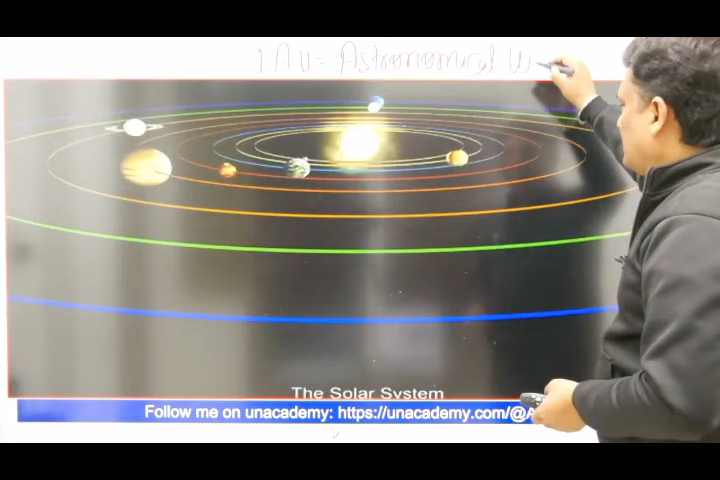 1 A U = Astronomical U
The Solar System
Follow me on unacademy: https://unacademy.com/@A